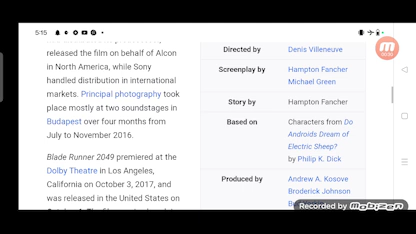 5:15
released the film on behalf of Alcon
in North America, while Sony
handled distribution in international
markets. Principal photography took
place mostly at two soundstages in
Budapest over four months from
July to November 2016.
Blade Runner 2049 premiered at the
Dolby Theatre in Los Angeles,
California on October 3, 2017, and
was released in the United States on
Directed by
Denis Villeneuve
Screenplay by
Hampton Fancher
Michael Green
Story by
Hampton Fancher
Based on
Characters from Do
Androids Dream of
Electric Sheep?
by Philip K. Dick
Produced by
Andrew A. Kosove
Broderick Johnson
Recorded by Mobizen